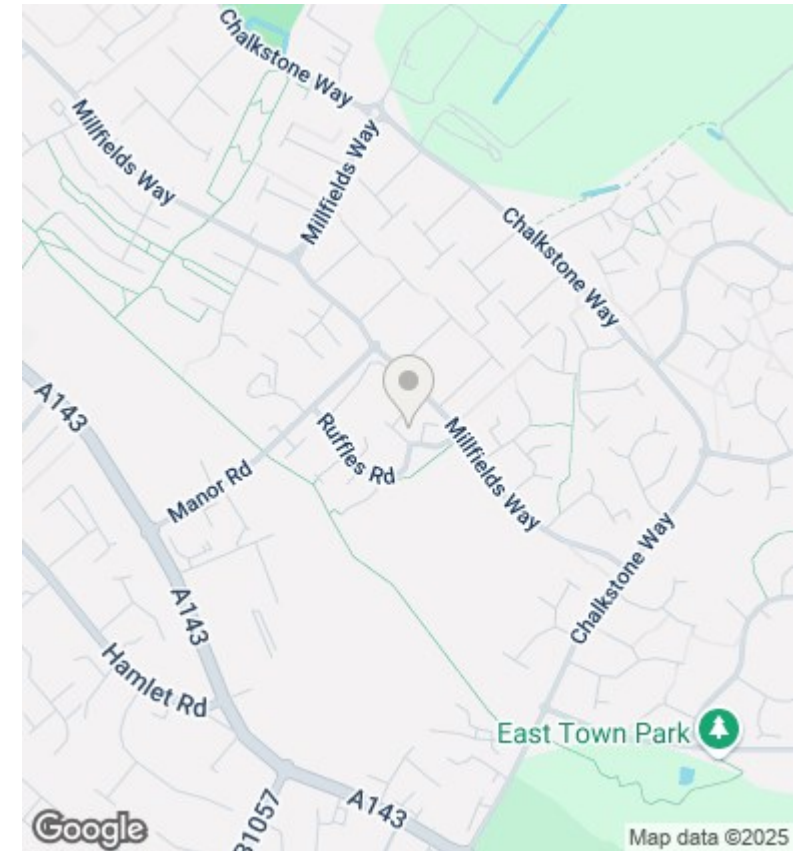 Chalkstone Way
Millfields Way
Millfields Way
Chalkstone Way
A143
Ruffles Rd
Millfields Way
Manor Rd
Chalkstone Way
A143
Hamlet Rd
East Town Park
B1057
A143
Google
Map data ©2025